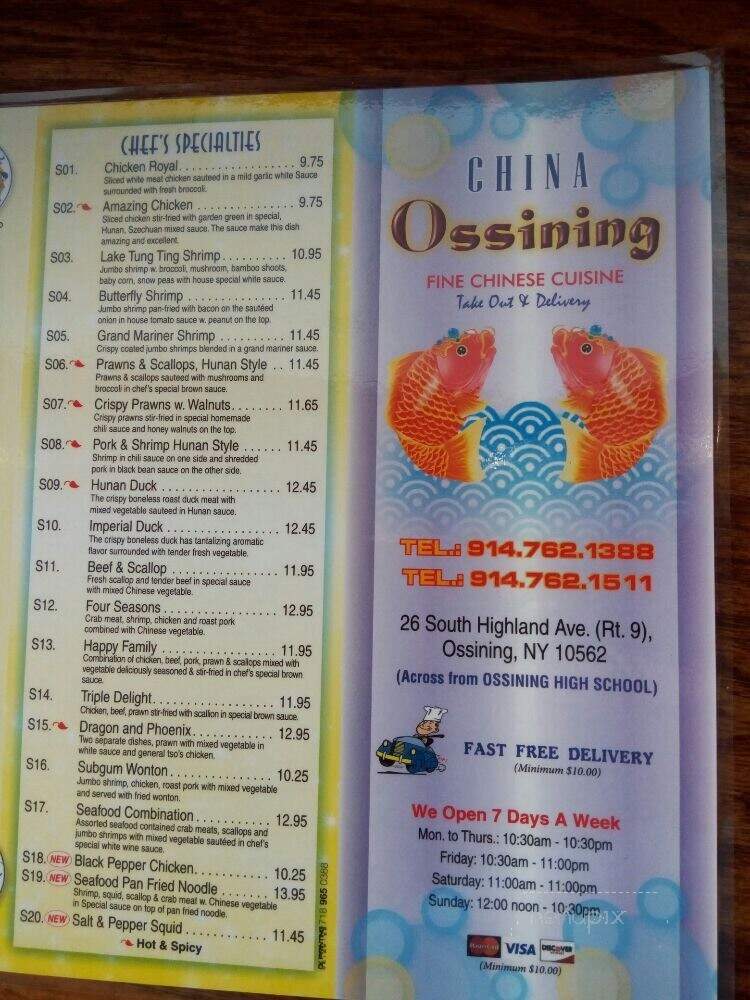 CHEF'S SPECIALTIES
S01. Chicken Royal. . . . . . . . . . . . . . . . . 9.75
Sliced white meat chicken sauteed in a mild garlic white Sauce
surrounded with fresh broccoli.
S02. Amazing Chicken . . . . . . . . . . . . . . 9.75
Sliced chicken stir-fried with garden green in special,
Hunan, Szechuan mixed sauce. The sauce make this dish
amazing and excellent.
S03. Lake Tung Ting Shrimp. . . . . . . . . . 10.95
Jumbo shrimp w. broccoli, mushroom, bamboo shoots,
baby corn, snow peas with house special white sauce.
S04. Butterfly Shrimp . . . . . . . . . . . . . . . 11.45
Jumbo shrimp pan-fried with bacon on the sautéed
onion in house tomato sauce w. peanut on the top.
S05. Grand Mariner Shrimp . . . . . . . . . . 11.45
Crispy coated jumbo shrimps blended in a grand mariner sauce.
S06. Prawns & Scallops, Hunan Style . . 11.45
Prawns & scallops sauteed with mushrooms and
broccoli in chef's special brown sauce.
S07. Crispy Prawns w. Walnuts. . . . . . . . 11.65
Crispy prawns stir-fried in special homemade
chili sauce and honey walnuts on the top.
S08. Pork & Shrimp Hunan Style . . . . . . 11.45
Shrimp in chili sauce on one side and shredded
pork in black bean sauce on the other side.
S09. Hunan Duck . . . . . . . . . . . . . . . . . . 12.45
The crispy boneless roast duck meat with
mixed vegetable sauteed in Hunan sauce.
S10. Imperial Duck . . . . . . . . . . . . . . . . . 12.45
The crispy boneless duck has tantalizing aromatic
flavor surrounded with tender fresh vegetable.
S11. Beef & Scallop . . . . . . . . . . . . . . . . 11.95
Fresh scallop and tender beef in special sauce
with mixed Chinese vegetable.
S12. Four Seasons . . . . . . . . . . . . . . . . . 12.95
Crab meat, shrimp, chicken and roast pork
combined with Chinese vegetable.
S13. Happy Family . . . . . . . . . . . . . . . . . 11.95
Combination of chicken, beef, pork, prawn & scallops mixed with
vegetable deliciously seasoned & stir-fried in chef's special brown
sauce.
S14. Triple Delight. . . . . . . . . . . . . . . . . . 11.95
Chicken, beef, prawn stir-fried with scallion in special brown sauce.
S15. Dragon and Phoenix. . . . . . . . . . . . 12.95
Two separate dishes, prawn with mixed vegetable in
white sauce and general tso's chicken.
S16. Subgum Wonton . . . . . . . . . . . . . . . 10.25
Jumbo shrimp, chicken, roast pork with mixed vegetable
and served with fried wonton.
S17. Seafood Combination. . . . . . . . . . . . 12.95
Assorted seafood contained crab meats, scallops and
jumbo shrimps with mixed vegetable sautéed in chef's
special white wine sauce.
S18. NEW Black Pepper Chicken. . . . . . . . . . . 10.25
S19. NEW Seafood Pan Fried Noodle . . . . . . . 13.95
Shrimp, squid, scallop & crab meat w. Chinese vegetable
in Special sauce on top of pan fried noodle.
S20. NEW Salt & Pepper Squid . . . . . . . . . . . . . 11.45
Hot & Spicy
718 965 0388
CHINA
Ossining
FINE CHINESE CUISINE
Take Out & Delivery
TEL.: 914.762.1388
TEL.: 914.762.1511
26 South Highland Ave. (Rt. 9),
Ossining, NY 10562
(Across from OSSINING HIGH SCHOOL)
FAST FREE DELIVERY
(Minimum $10.00)
We Open 7 Days A Week
Mon. to Thurs.: 10:30am - 10:30pm
Friday: 10:30am - 11:00pm
Saturday: 11:00am - 11:00pm
Sunday: 12:00 noon - 10:30pm
MasterCard VISA DISCOVER
(Minimum $10.00)